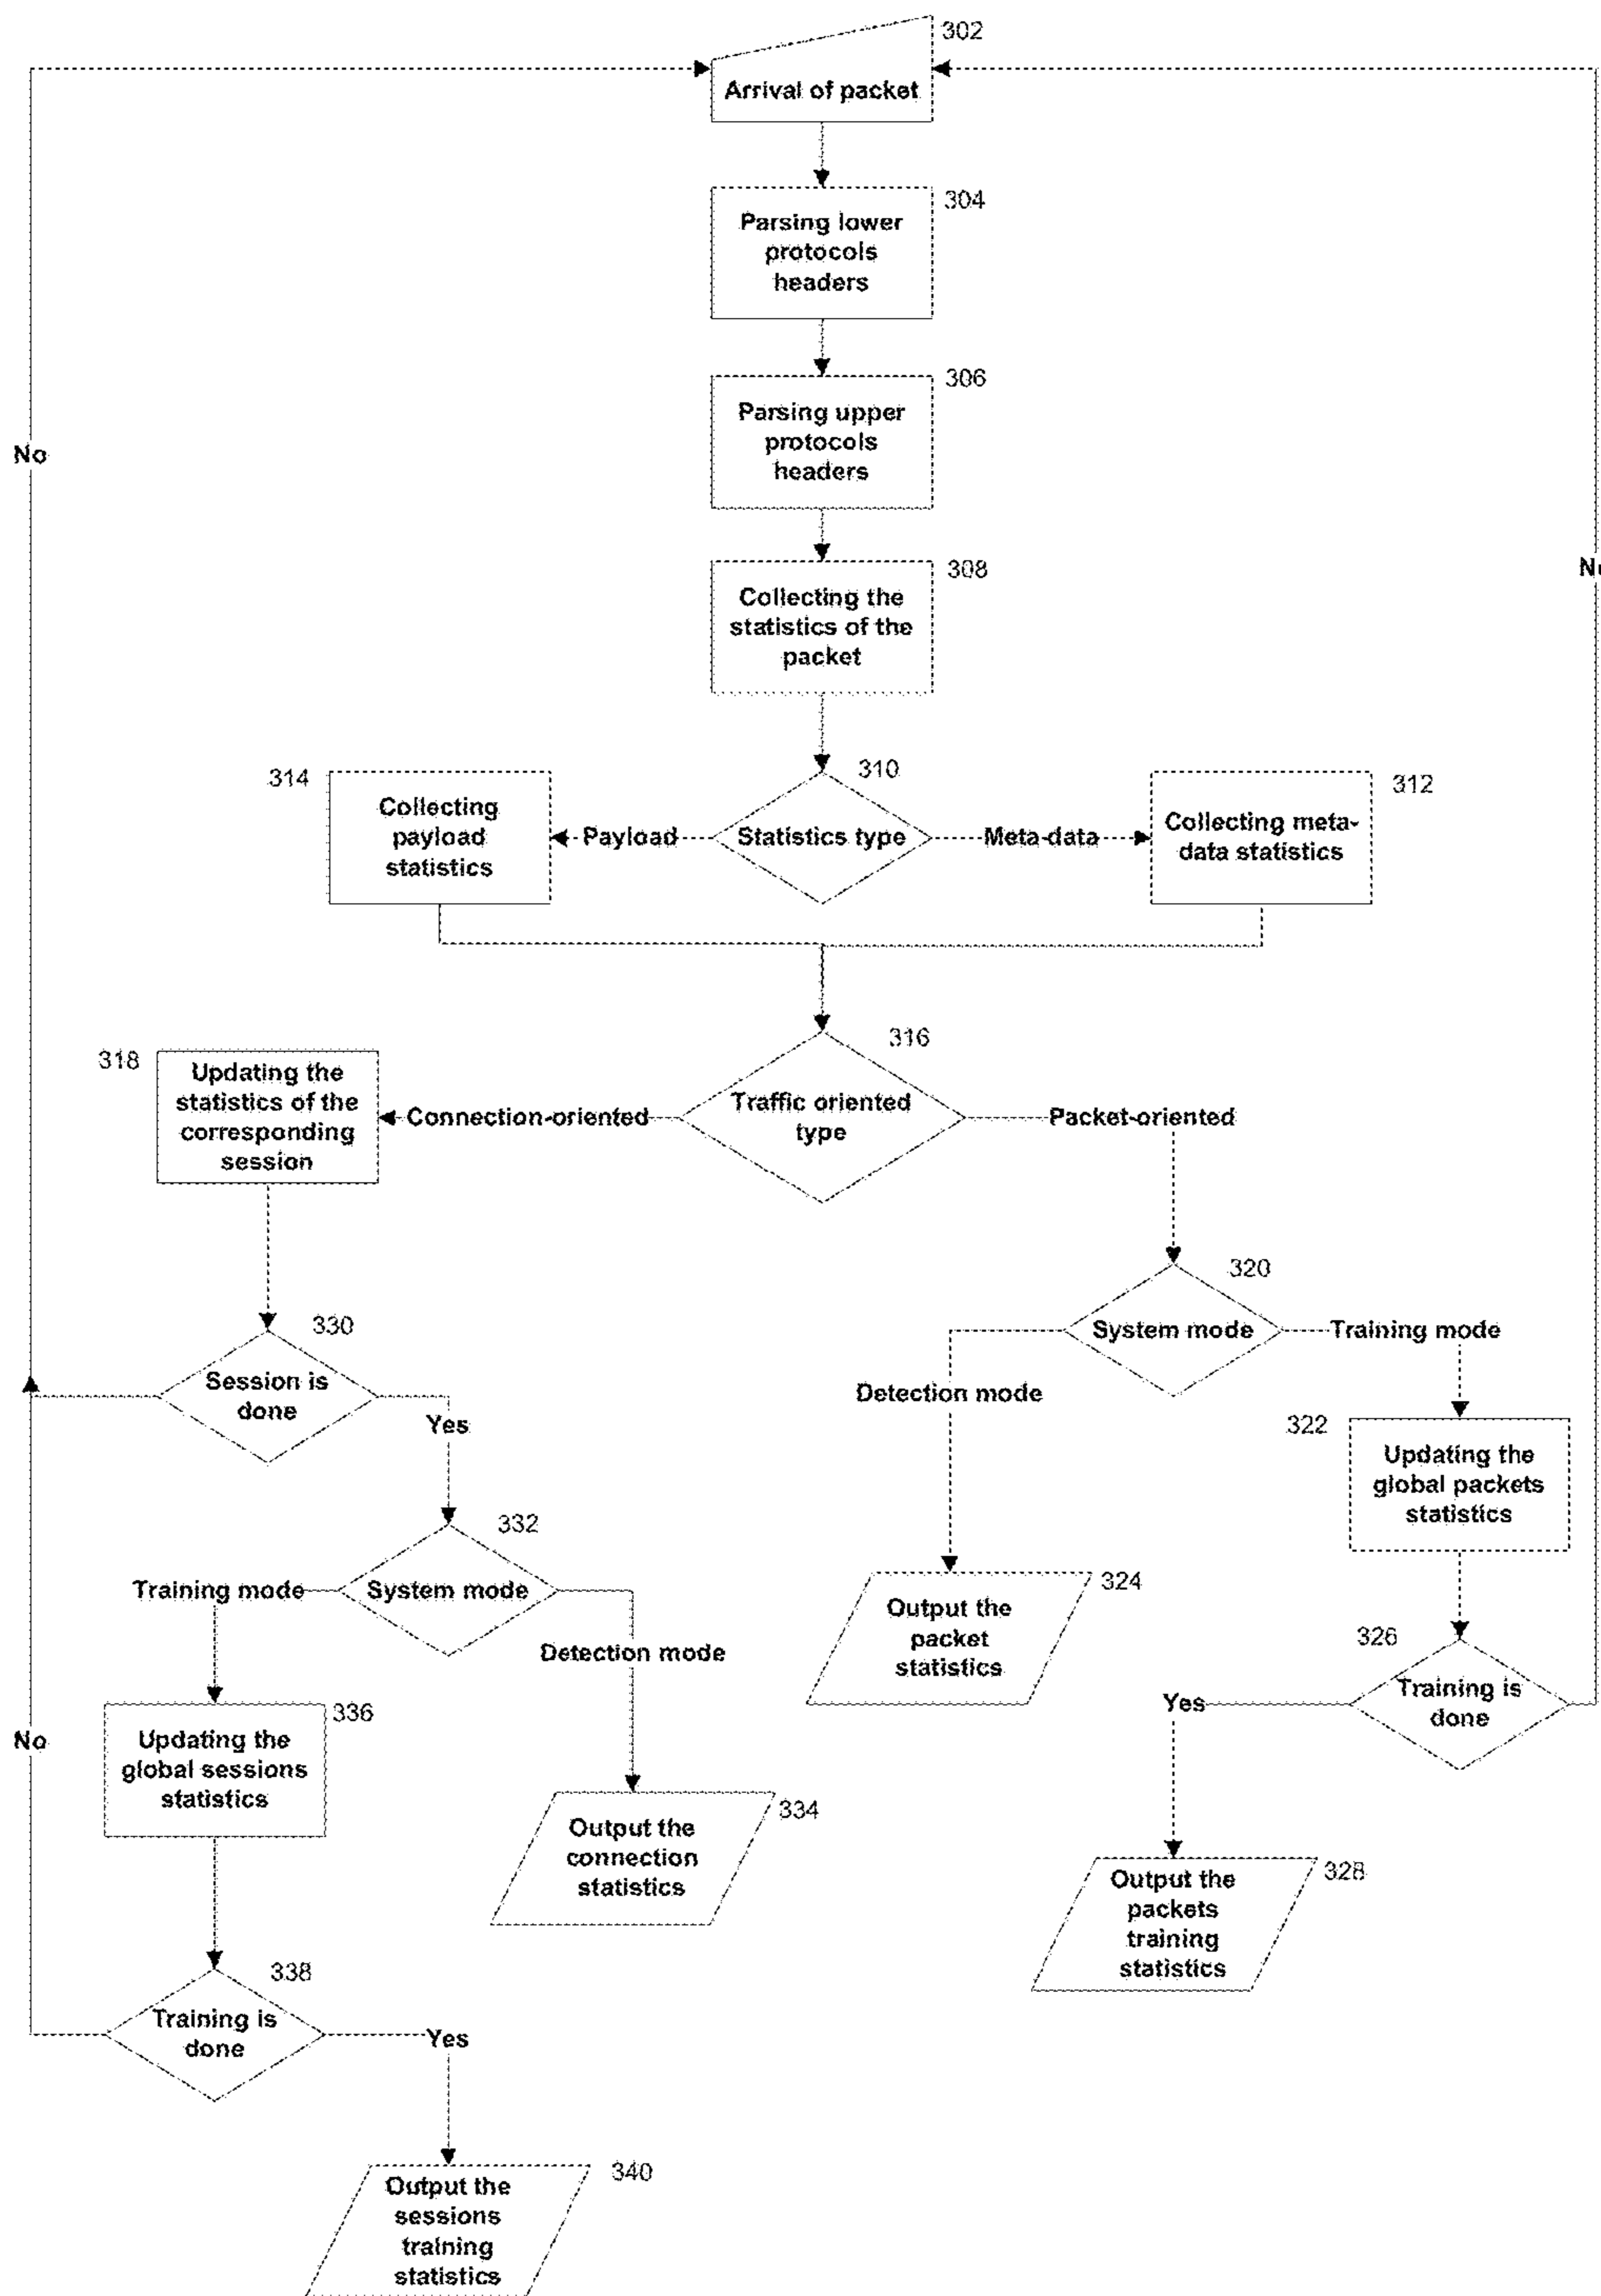 302
Arrival of packet
304
Parsing lower
protocols
headers
306
Parsing upper
protocols
headers
No
308
Collecting the
statistics of the
packet
314
Collecting
payload
statistics
Payload
310
Statistics type
Meta-data
312
Collecting meta-
data statistics
316
Traffic oriented
type
318
Updating the
statistics of the
corresponding
session
Connection-oriented
Packet-oriented
320
System mode
Training mode
Detection mode
330
Session is
done
Yes
322
Updating the
global packets
statistics
332
System mode
Training mode
Detection mode
324
Output the
packet
statistics
326
Training is
done
Yes
336
Updating the
global sessions
statistics
No
334
Output the
connection
statistics
328
Output the
packets
training
statistics
338
Training is
done
Yes
340
Output the
sessions
training
statistics